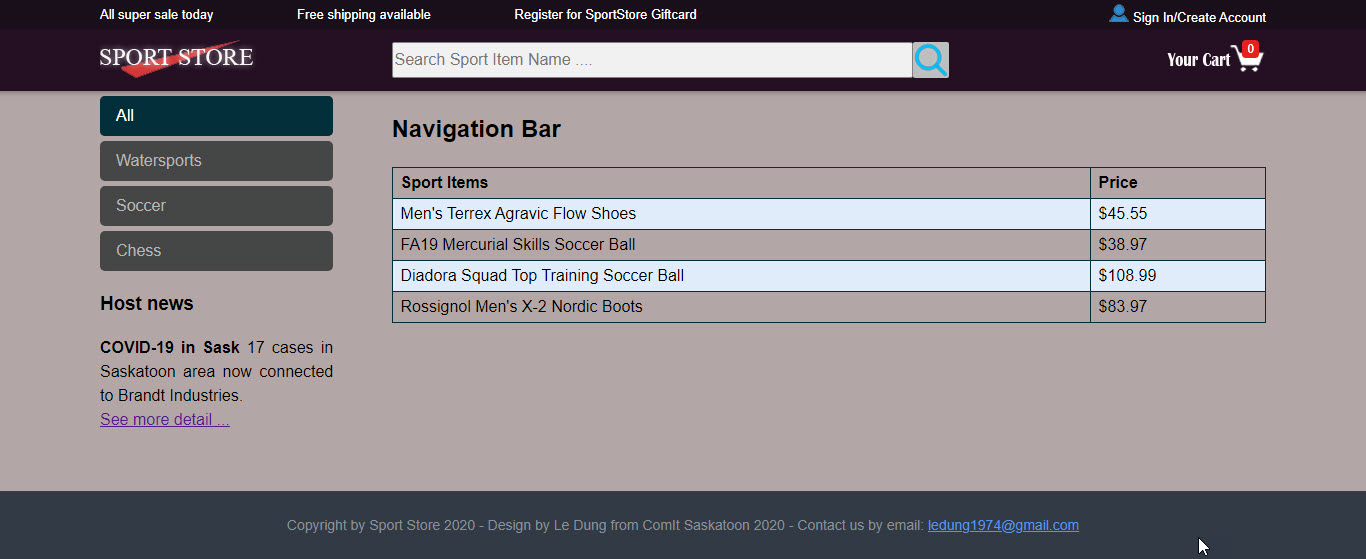 All super sale today Free shipping available Register for SportStore Giftcard Sign In/Create Account
SPORT STORE Search Sport Item Name .... Your Cart 0
All
Watersports
Soccer
Chess
Host news
COVID-19 in Sask 17 cases in
Saskatoon area now connected
to Brandt Industries.
See more detail ...
Navigation Bar
Sport Items Price
Men's Terrex Agravic Flow Shoes $45.55
FA19 Mercurial Skills Soccer Ball $38.97
Diadora Squad Top Training Soccer Ball $108.99
Rossignol Men's X-2 Nordic Boots $83.97
Copyright by Sport Store 2020 - Design by Le Dung from ComIt Saskatoon 2020 - Contact us by email: ledung1974@gmail.com